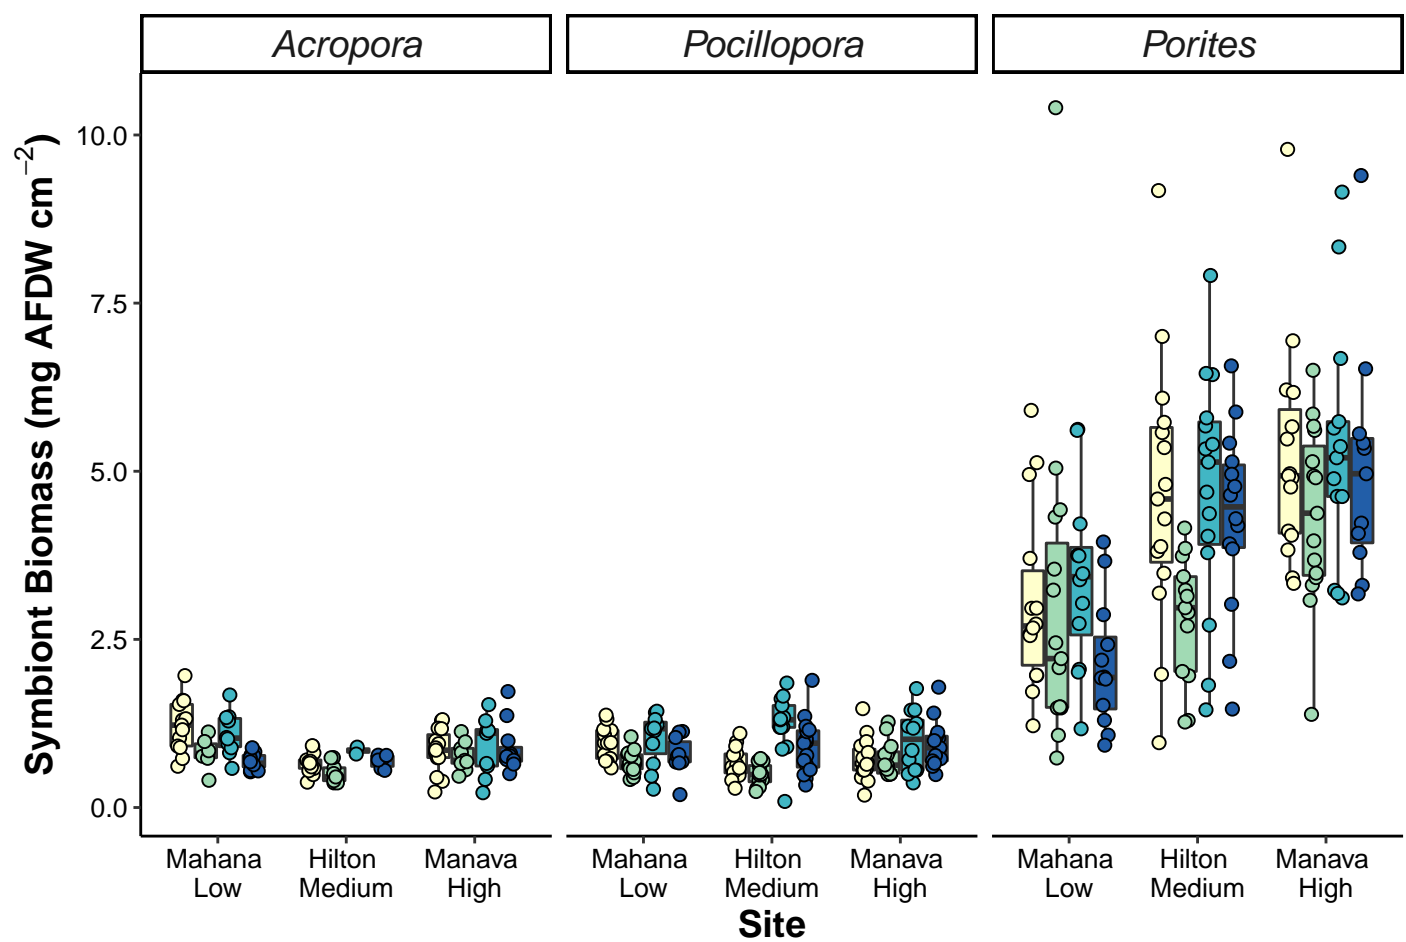 Acropora Pocillopora Porites
Symbiont Biomass (mg AFDW cm−2)
10.0
7.5
5.0
2.5
0.0
Mahana Hilton Manava Mahana Hilton Manava Mahana Hilton Manava
Low Medium High Low Medium High Low Medium High
Site